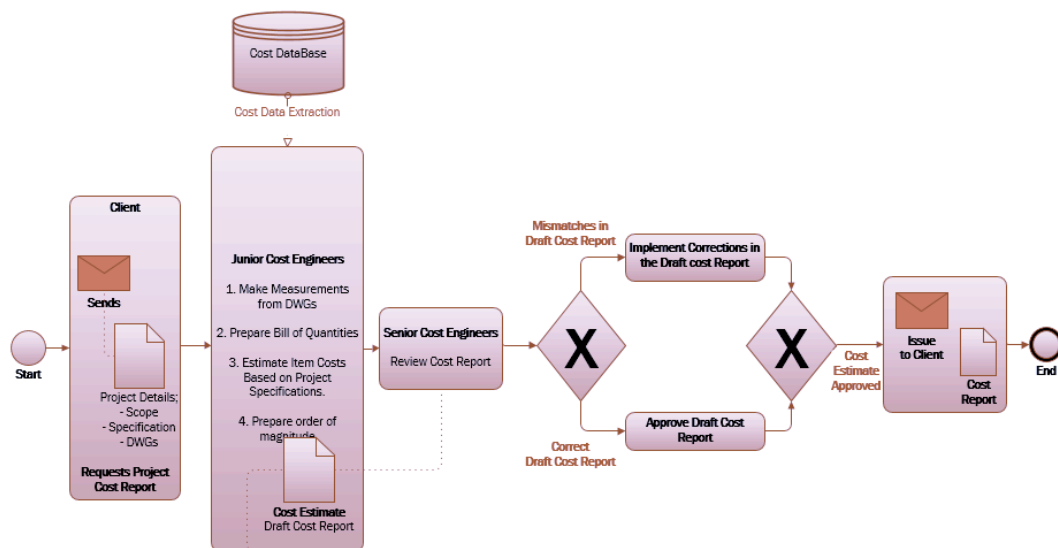 Cost DataBase
Cost Data Extraction
Start
Client
Sends
Project Details;
- Scope
- Specification
- DWGs
Requests Project
Cost Report
Junior Cost Engineers
1. Make Measurements
from DWGs
2. Prepare Bill of Quantities
3. Estimate Item Costs
Based on Project
Specifications.
4. Prepare order of
magnitude
Cost Estimate
Draft Cost Report
Senior Cost Engineers
Review Cost Report
X
Mismatches in
Draft Cost Report
Implement Corrections in
the Draft cost Report
Correct
Draft Cost Report
Approve Draft Cost
Report
X
Cost
Estimate
Approved
Issue
to Client
Cost
Report
End